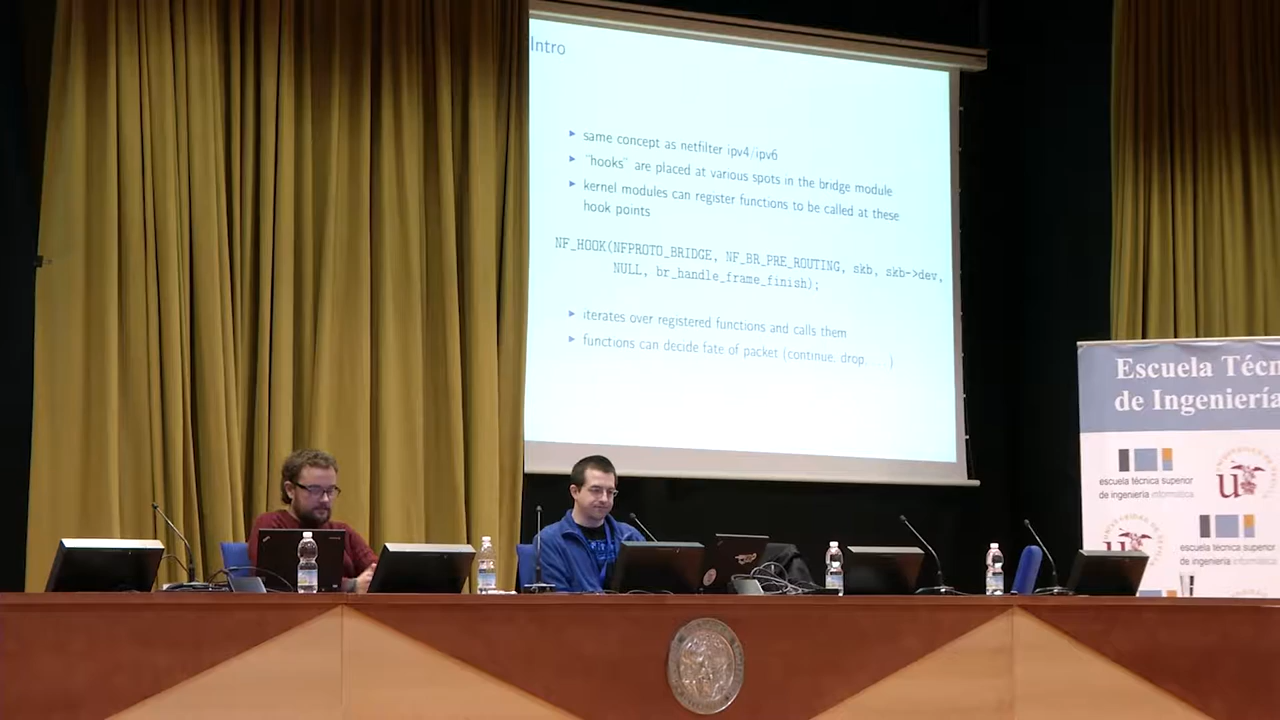 Intro
same concept as netfilter ipv4/ipv6
"hooks" are placed at various spots in the bridge module
kernel modules can register functions to be called at these
hook points
NF_HOOK(NFPROTO_BRIDGE, NF_BR_PRE_ROUTING, skb, skb->dev,
NULL, br_handle_frame_finish);
iterates over registered functions and calls them
functions can decide fate of packet (continue, drop, ...)
Escuela Técn
de Ingeniería
escuela técnica superior
de ingeniería informática
escuela técnica superior
de ingeniería informática